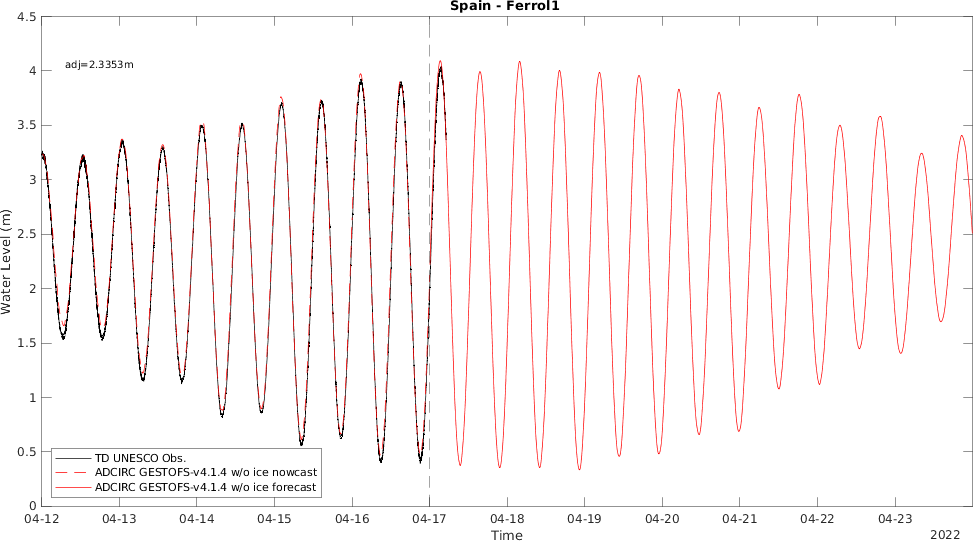 Spain - Ferrol1
adj=2.3353m
4.5
4
3.5
3
2.5
2
1.5
1
0.5
0
Water Level (m)
TD UNESCO Obs.
ADCIRC GESTOFS-v4.1.4 w/o ice nowcast
ADCIRC GESTOFS-v4.1.4 w/o ice forecast
04-12 04-13 04-14 04-15 04-16 04-17 04-18 04-19 04-20 04-21 04-22 04-23
Time
2022